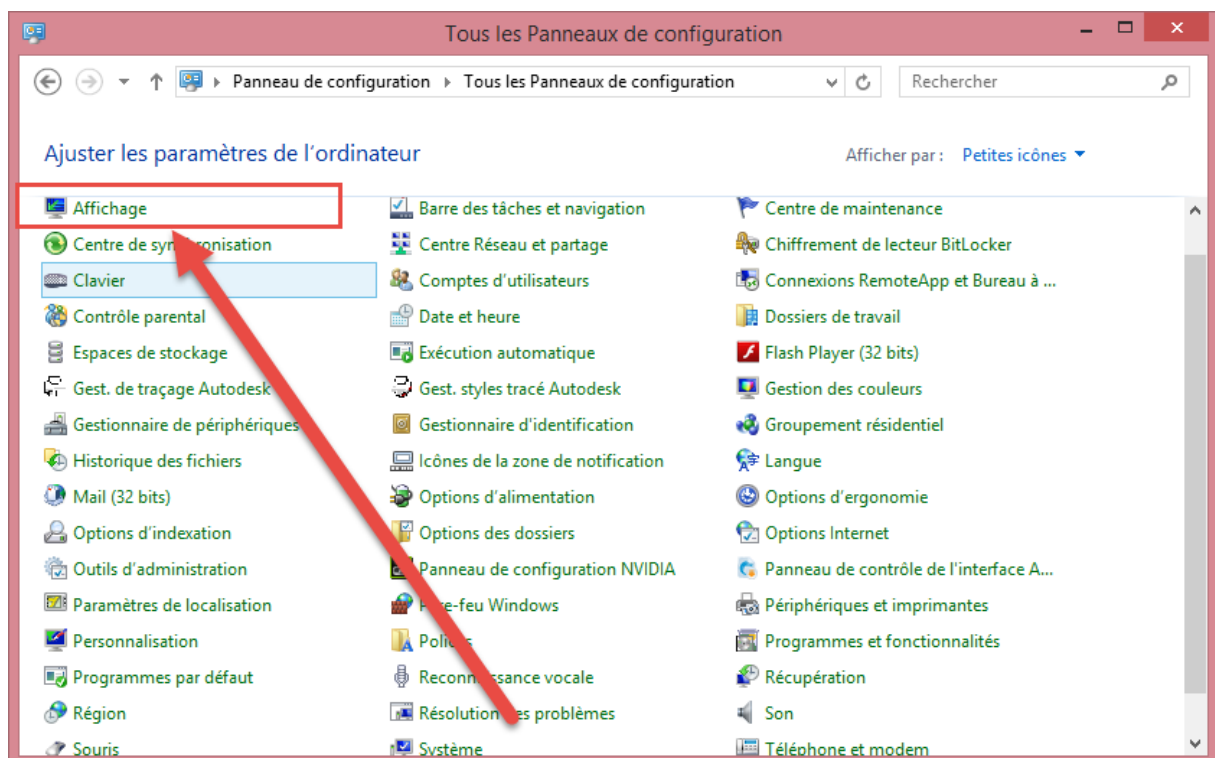 Tous les Panneaux de configuration
Panneau de configuration Tous les Panneaux de configuration Rechercher
Ajuster les paramètres de l'ordinateur Afficher par : Petites icônes
Affichage Barre des tâches et navigation Centre de maintenance
Centre de synchronisation Centre Réseau et partage Chiffrement de lecteur BitLocker
Clavier Comptes d'utilisateurs Connexions RemoteApp et Bureau à ...
Contrôle parental Date et heure Dossiers de travail
Espaces de stockage Exécution automatique Flash Player (32 bits)
Gest. de traçage Autodesk Gest. styles tracé Autodesk Gestion des couleurs
Gestionnaire de périphériques Gestionnaire d'identification Groupement résidentiel
Historique des fichiers Icônes de la zone de notification Langue
Mail (32 bits) Options d'alimentation Options d'ergonomie
Options d'indexation Options des dossiers Options Internet
Outils d'administration Panneau de configuration NVIDIA Panneau de contrôle de l'interface A...
Paramètres de localisation Pare-feu Windows Périphériques et imprimantes
Personnalisation Polices Programmes et fonctionnalités
Programmes par défaut Reconnaissance vocale Récupération
Région Résolution des problèmes Son
Souris Système Téléphone et modem